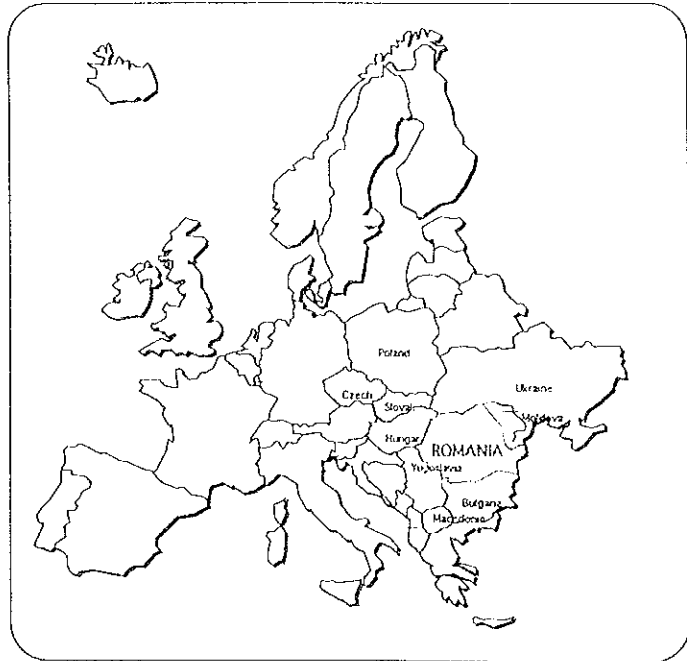 Poland
Czech
Ukraine
Slovak
Moldova
Hungar
ROMANIA
Yugoslavia
Bulgaria
Macedonia